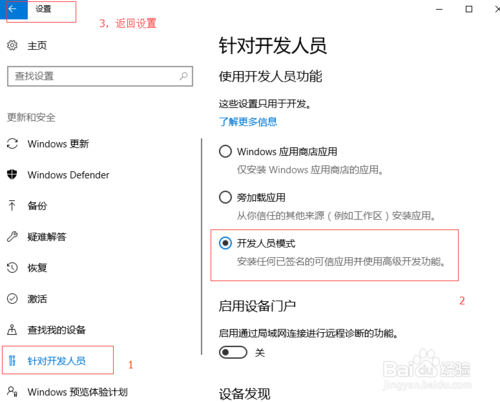 设置
3、返回设置
主页
查找设置
更新和安全
Windows 更新
Windows Defender
备份
疑难解答
恢复
激活
查找我的设备
针对开发人员
1
Windows 预览体验计划
针对开发人员
使用开发人员功能
这些设置只用于开发。
了解更多信息
Windows 应用商店应用
仅安装 Windows 应用商店的应用。
旁加载应用
从你信任的其他来源（例如工作区）安装应用。
开发人员模式
安装任何已签名的可信应用并使用高级开发功能。
2
启用设备门户
启用通过局域网连接进行远程诊断的功能。
关
设备发现
Baidu 经验
jingyan.baidu.com